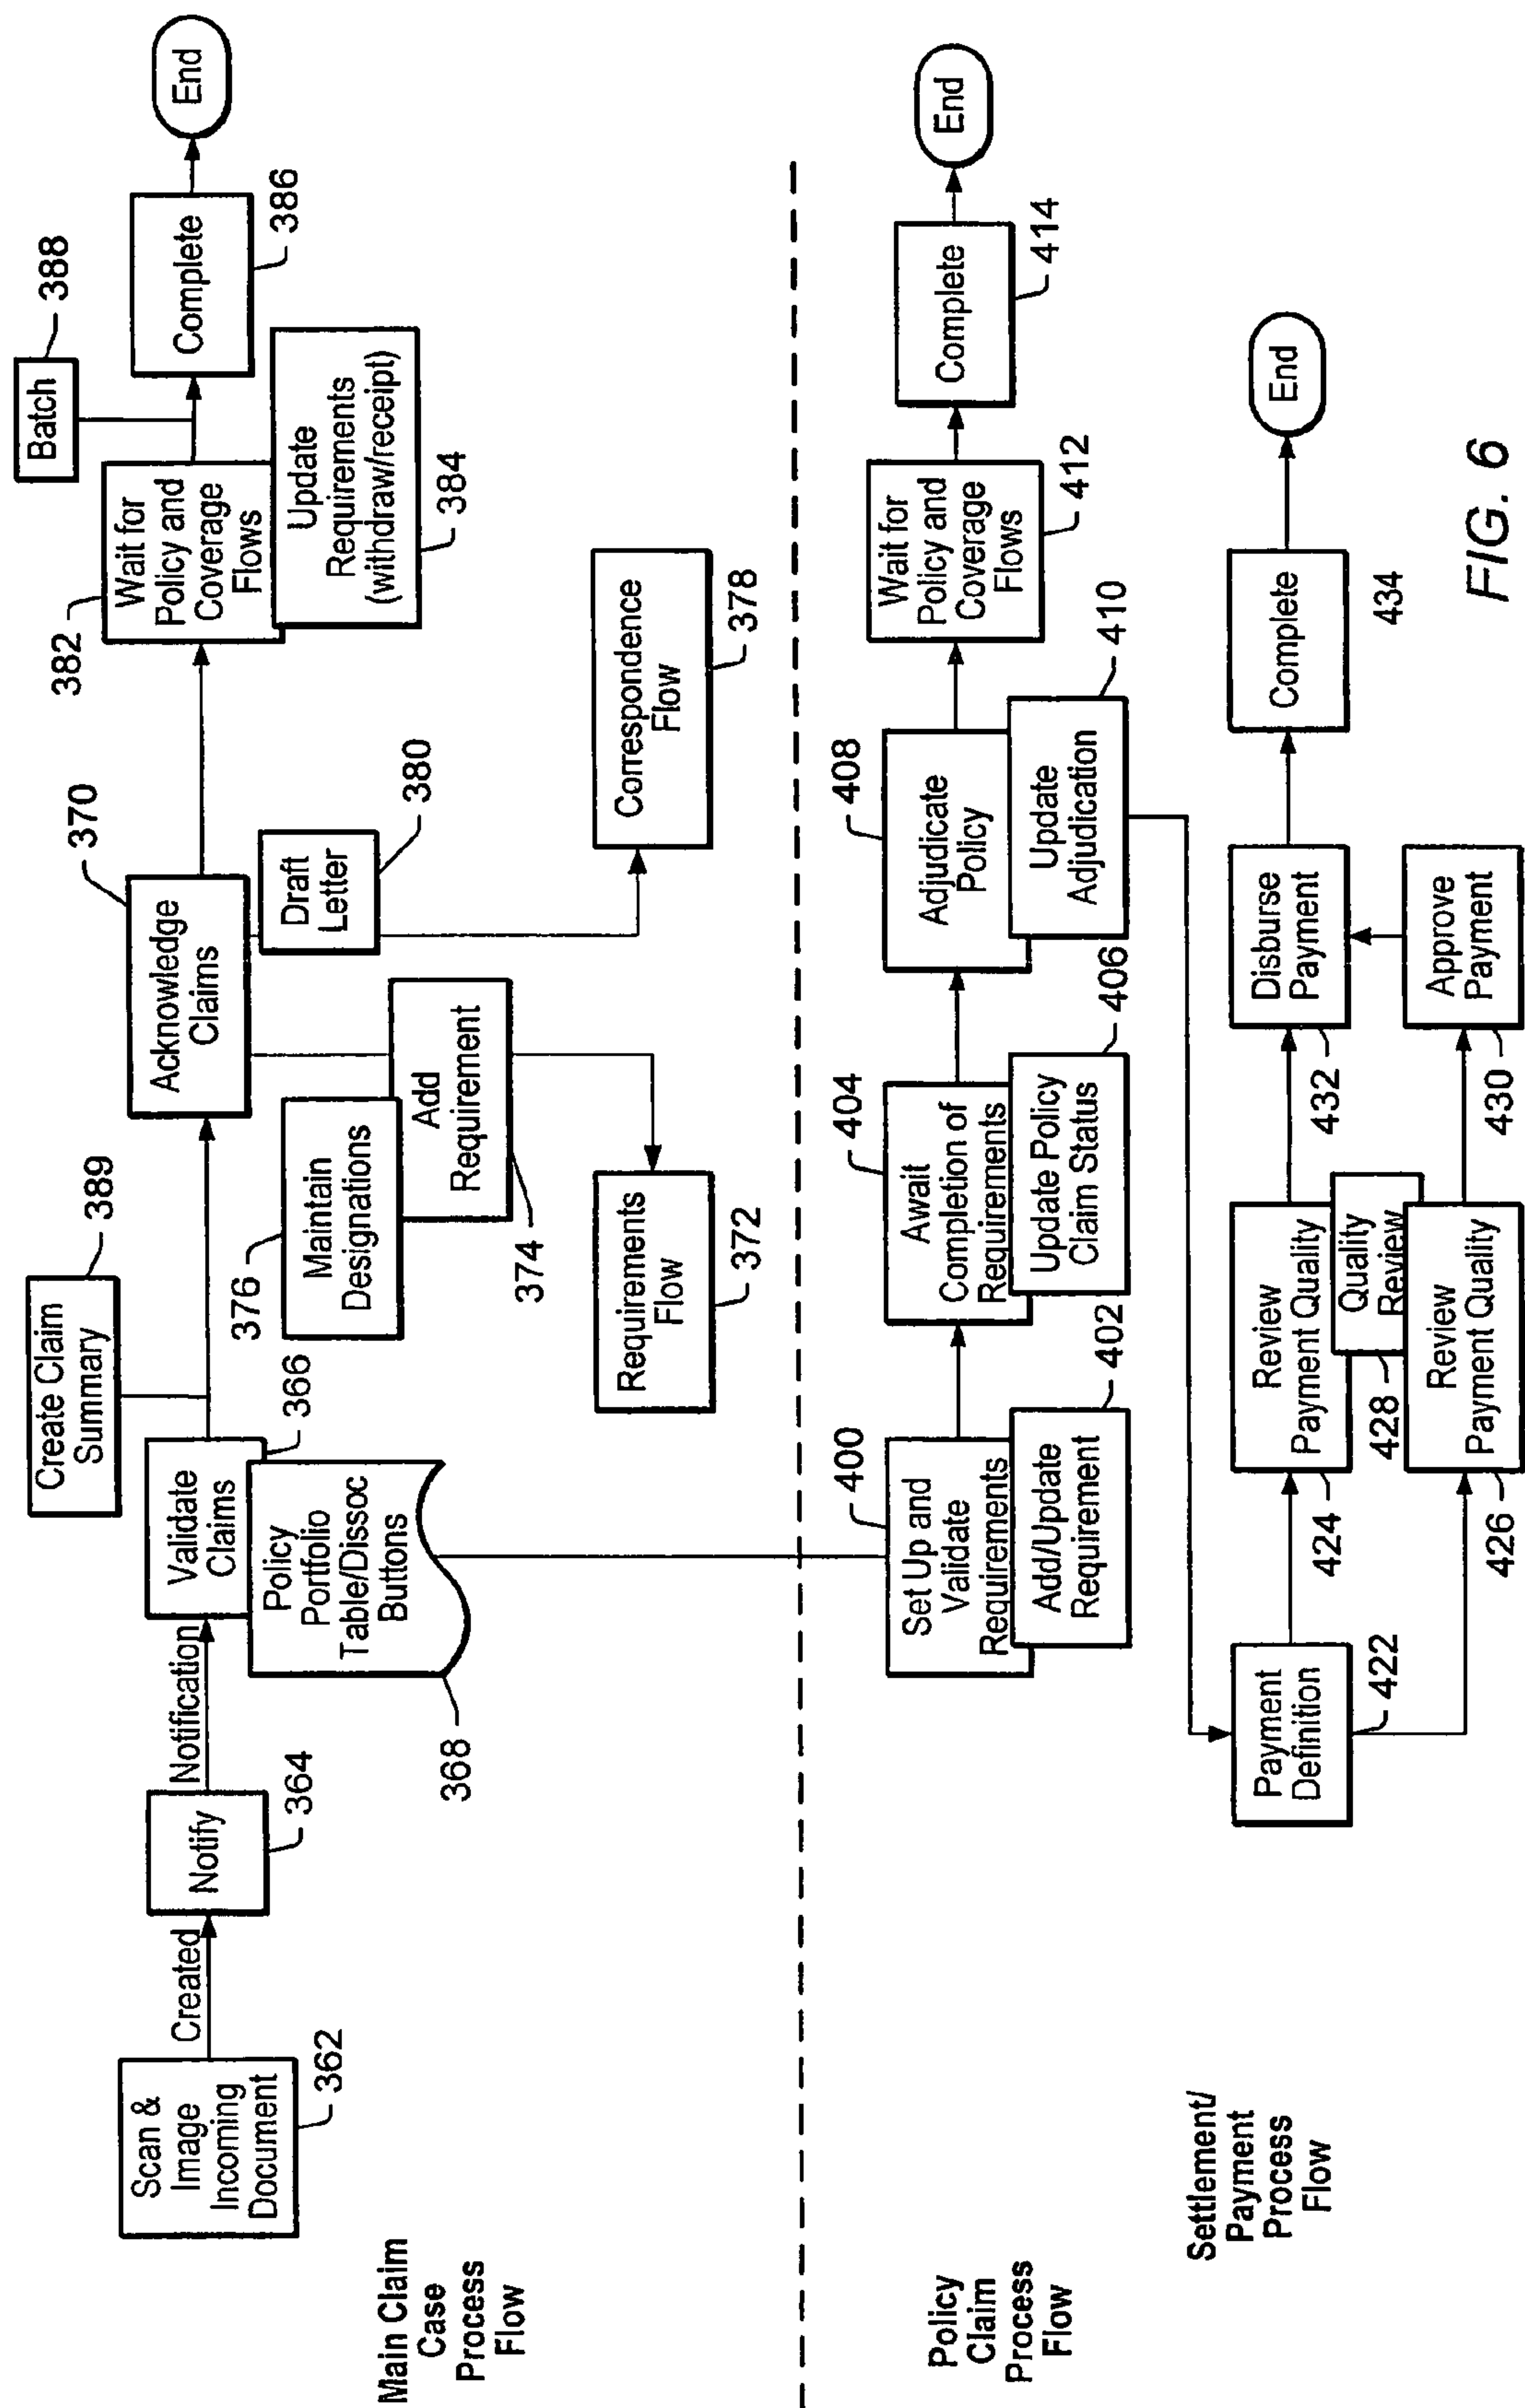 Main Claim
Case
Process
Flow
Scan &
Image
Incoming
Document
362
Created
Notify
364
Notification
Validate
Claims
366
Policy
Portfolio
Table/Dissoc
Buttons
368
Create Claim
Summary
389
Acknowledge
Claims
370
Maintain
Designations
376
Add
Requirement
374
Requirements
Flow
372
Draft
Letter
380
Correspondence
Flow
378
Wait for
Policy and
Coverage
Flows
382
Update
Requirements
(withdraw/receipt)
384
Batch
388
Complete
386
End
Policy
Claim
Process
Flow
400
Set Up and
Validate
Requirements
Add/Update
Requirement
402
404
Await
Completion of
Requirements
Update Policy
Claim Status
406
408
Adjudicate
Policy
Update
Adjudication
410
Wait for
Policy and
Coverage
Flows
412
Complete
414
End
Settlement/
Payment
Process
Flow
Payment
Definition
422
Review
Payment Quality
424
Quality
Review
428
Review
Payment Quality
426
Disburse
Payment
432
Approve
Payment
430
Complete
434
End
FIG. 6